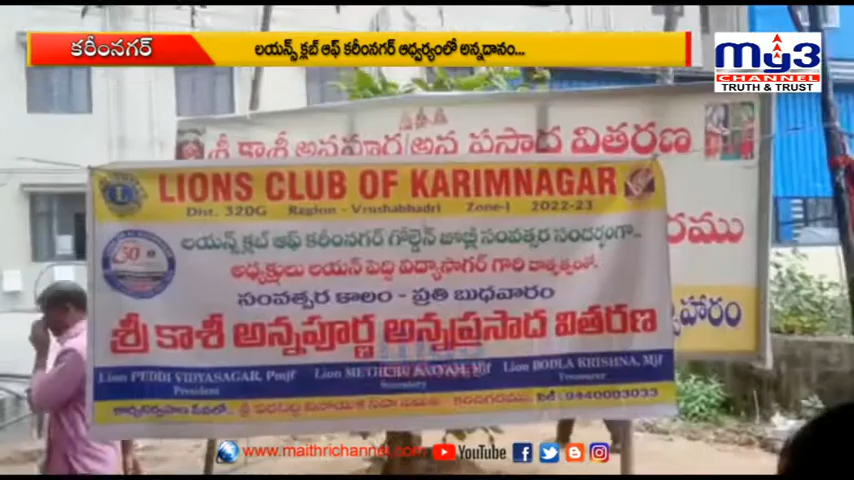 కరీంనగర్
లయన్స్ క్లబ్ ఆఫ్ కరీంనగర్ ఆధ్వర్యంలో అన్నదానం...
my3
CHANNEL
TRUTH & TRUST
శ్రీ కాశీ అన్నపూర్ణ అన్న ప్రసాద వితరణ
LIONS CLUB OF KARIMNAGAR
Dist. 320G Region - Vrushabhadri Zone-I 2022-23
లయన్స్ క్లబ్ ఆఫ్ కరీంనగర్ గోల్డెన్ జూబ్లీ సంవత్సర సందర్భంగా..
అధ్యక్షులు లయన్ పెద్ది విద్యాసాగర్ గారి దాతృత్వంతో.
50
సంవత్సర కాలం - ప్రతి బుధవారం
శ్రీ కాశీ అన్నపూర్ణ అన్నప్రసాద వితరణ
Lion PEDDI VIDYASAGAR, Pmjf
President
Secretary
Lion BODLA KRISHNA, Mjf
Treasurer
కరీంనగర్ సెల్ : 9440003033
www.maithrichannel.com
YouTube